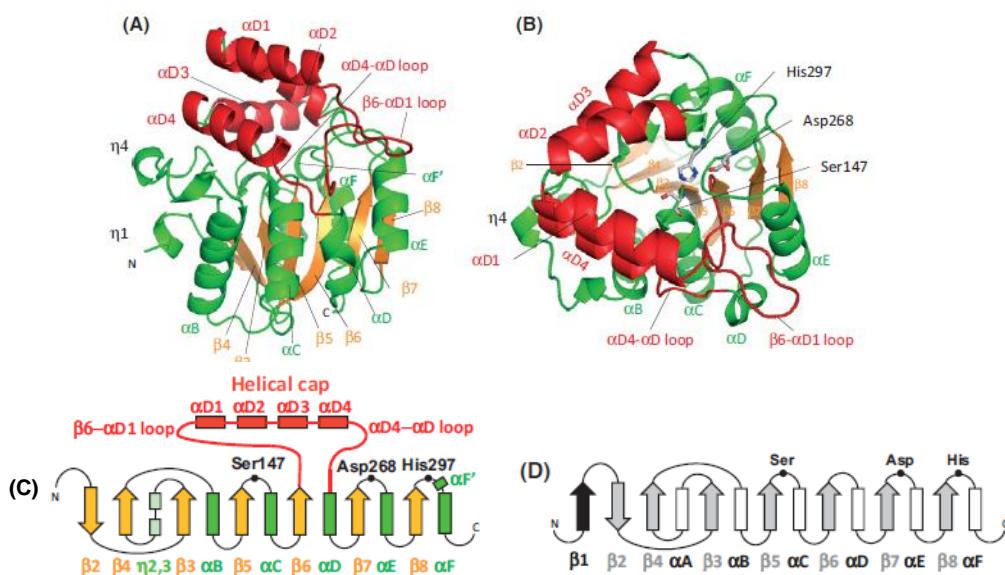 (A)
αD1
αD2
αD3
αD4-αD loop
αD4
β6-αD1 loop
η4
αF
αF'
η1
β8
N
αE
β7
αB
C
αD
β4
αC
β5
β6
(B)
αF
His297
αD3
Asp268
αD2
β2
Ser147
β8
η4
αD1
αD4
αE
αB
αC
αD
αD4-αD loop
β6-αD1 loop
Helical cap
αD1 αD2 αD3 αD4
β6–αD1 loop
αD4–αD loop
(C)
N
Ser147
Asp268
His297
αF'
C
β2 β4 η2,3 β3 αB β5 αC β6 αD β7 αE β8 αF
(D)
Ser
Asp
His
N
β1 β2 β4 αA β3 αB β5 αC β6 αD β7 αE β8 αF